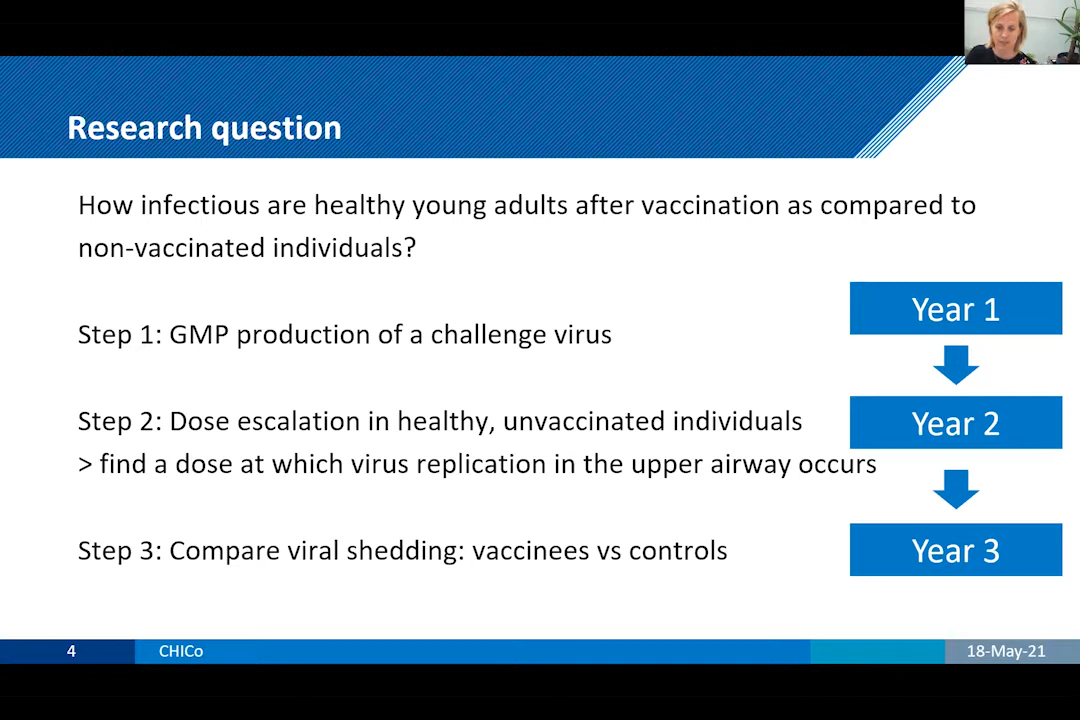 Research question
How infectious are healthy young adults after vaccination as compared to
non-vaccinated individuals?
Year 1
Step 1: GMP production of a challenge virus
Step 2: Dose escalation in healthy, unvaccinated individuals
Year 2
> find a dose at which virus replication in the upper airway occurs
Step 3: Compare viral shedding: vaccinees vs controls
Year 3
4
CHICo
18-May-21